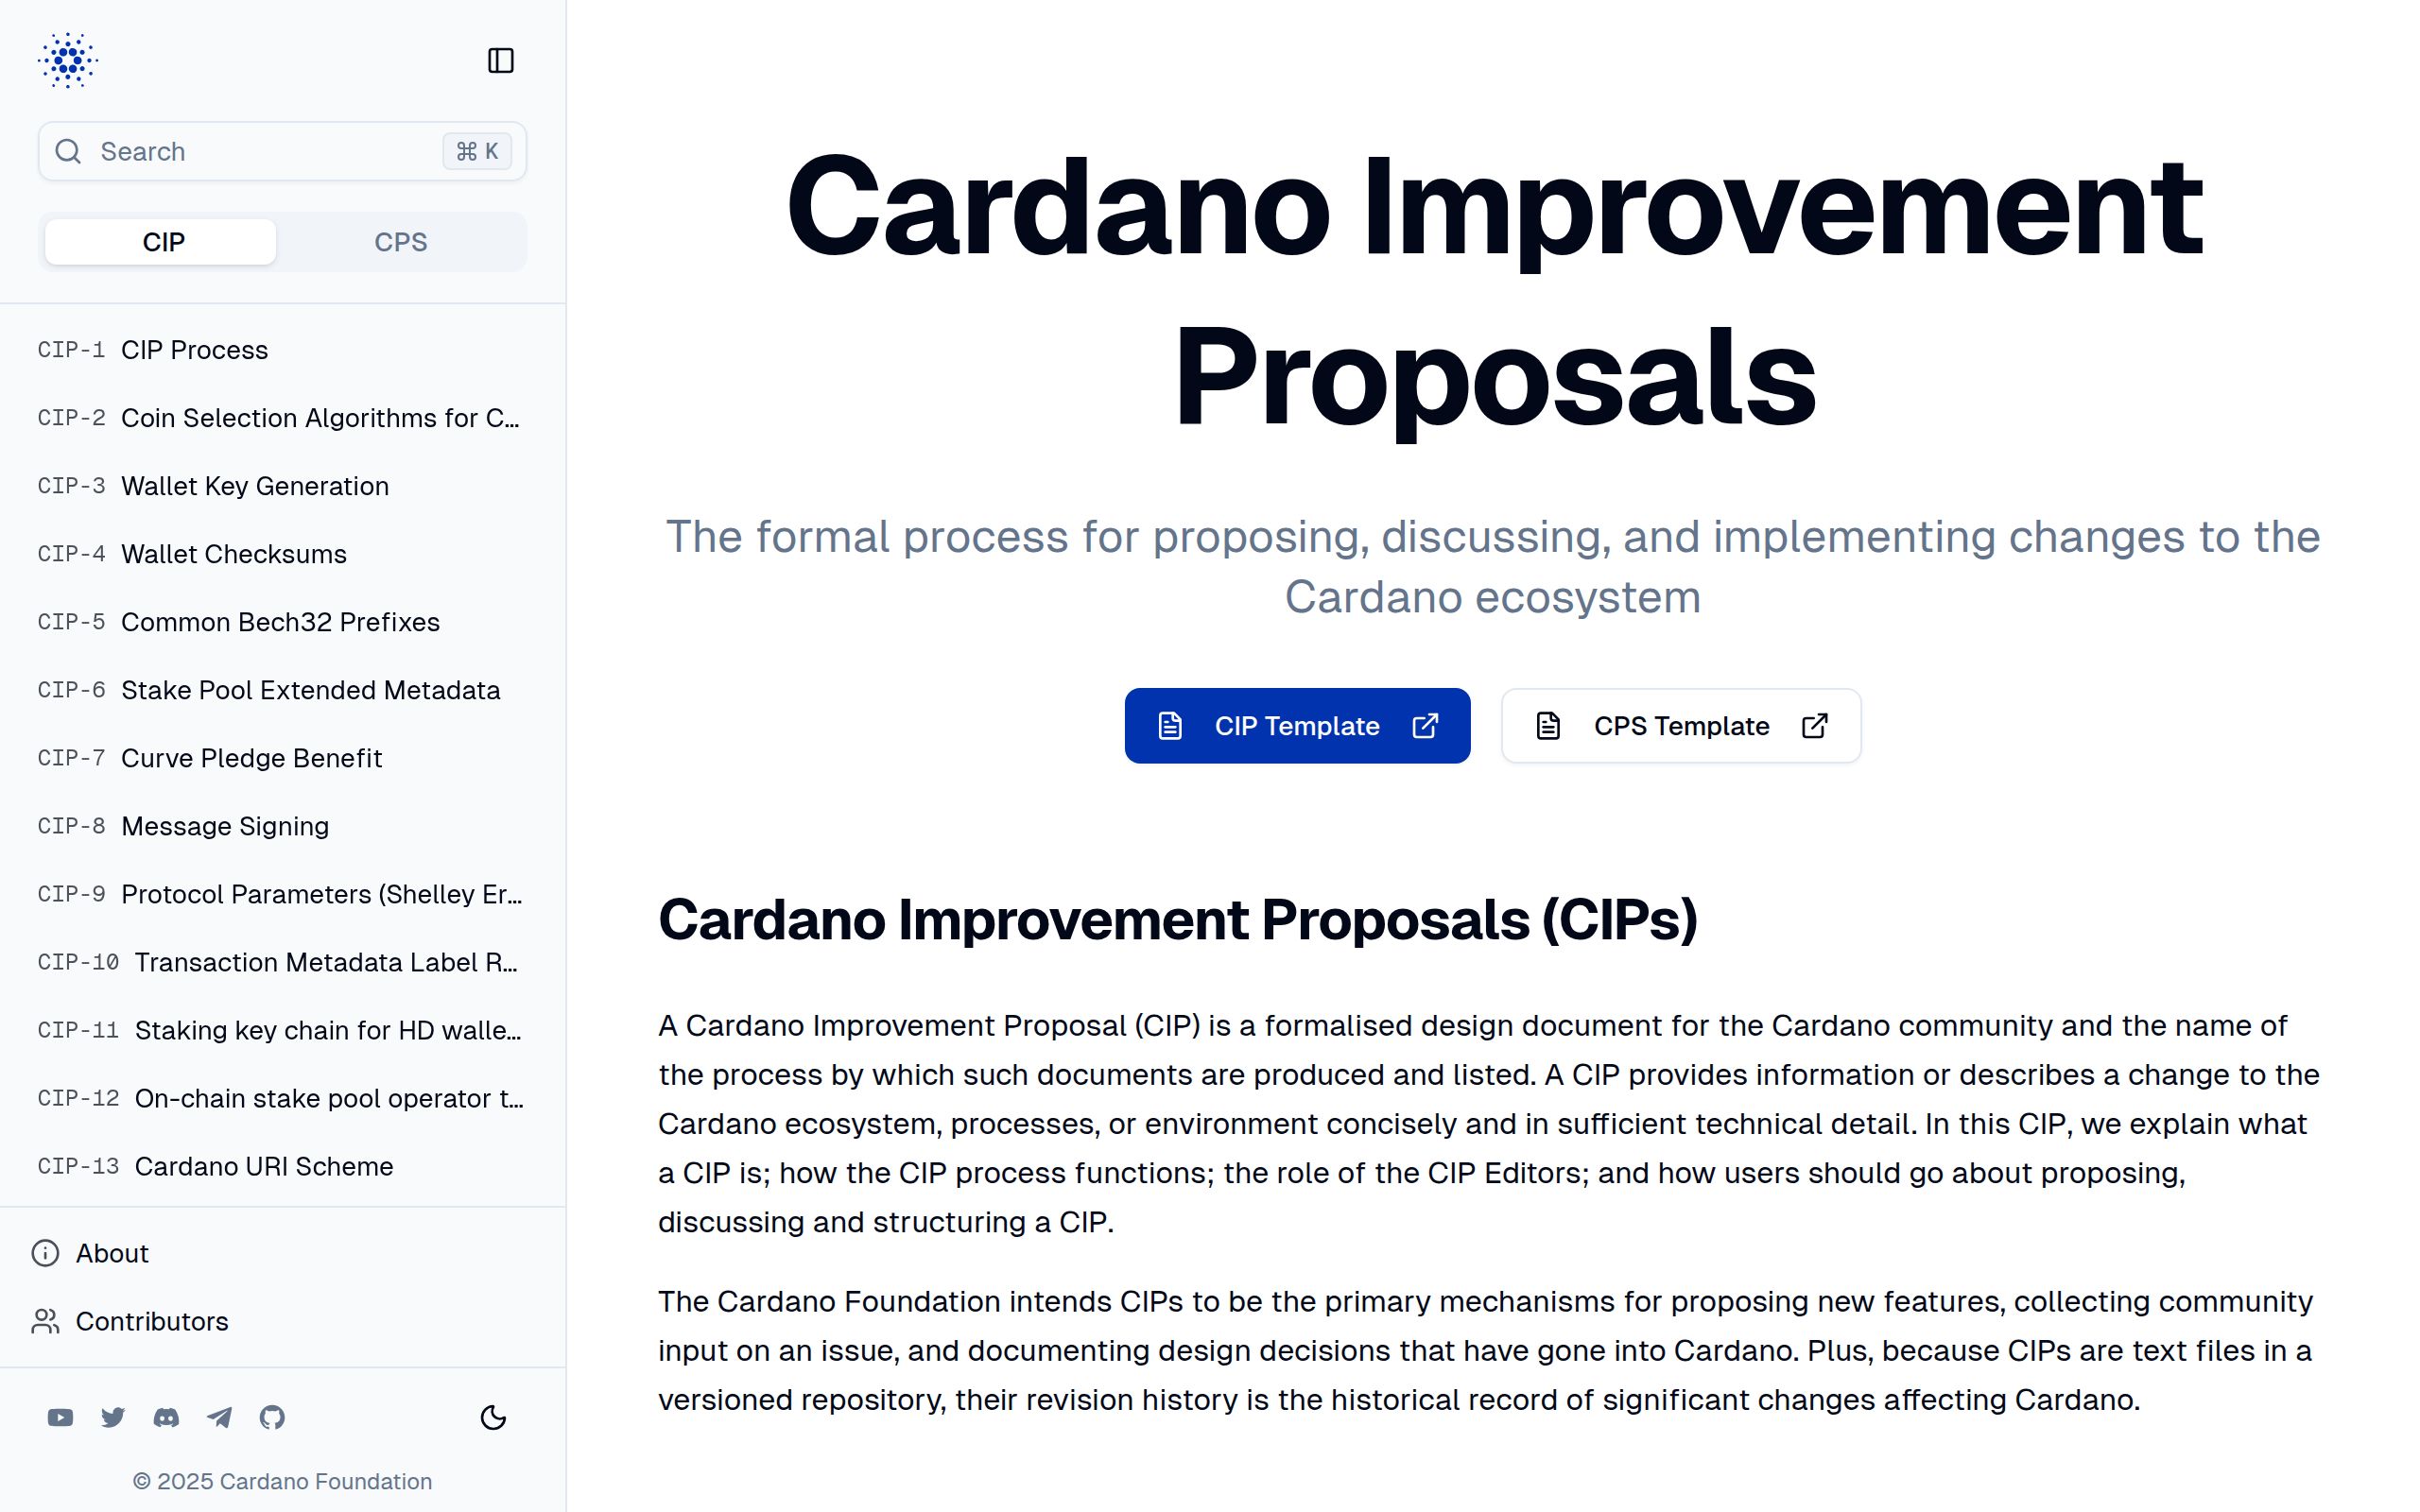 Search
⌘ K
CIP
CPS
CIP-1 CIP Process
CIP-2 Coin Selection Algorithms for C...
CIP-3 Wallet Key Generation
CIP-4 Wallet Checksums
CIP-5 Common Bech32 Prefixes
CIP-6 Stake Pool Extended Metadata
CIP-7 Curve Pledge Benefit
CIP-8 Message Signing
CIP-9 Protocol Parameters (Shelley Er...
CIP-10 Transaction Metadata Label R...
CIP-11 Staking key chain for HD walle...
CIP-12 On-chain stake pool operator t...
CIP-13 Cardano URI Scheme
About
Contributors
© 2025 Cardano Foundation
Cardano Improvement
Proposals
The formal process for proposing, discussing, and implementing changes to the
Cardano ecosystem
CIP Template
CPS Template
Cardano Improvement Proposals (CIPs)
A Cardano Improvement Proposal (CIP) is a formalised design document for the Cardano community and the name of
the process by which such documents are produced and listed. A CIP provides information or describes a change to the
Cardano ecosystem, processes, or environment concisely and in sufficient technical detail. In this CIP, we explain what
a CIP is; how the CIP process functions; the role of the CIP Editors; and how users should go about proposing,
discussing and structuring a CIP.
The Cardano Foundation intends CIPs to be the primary mechanisms for proposing new features, collecting community
input on an issue, and documenting design decisions that have gone into Cardano. Plus, because CIPs are text files in a
versioned repository, their revision history is the historical record of significant changes affecting Cardano.